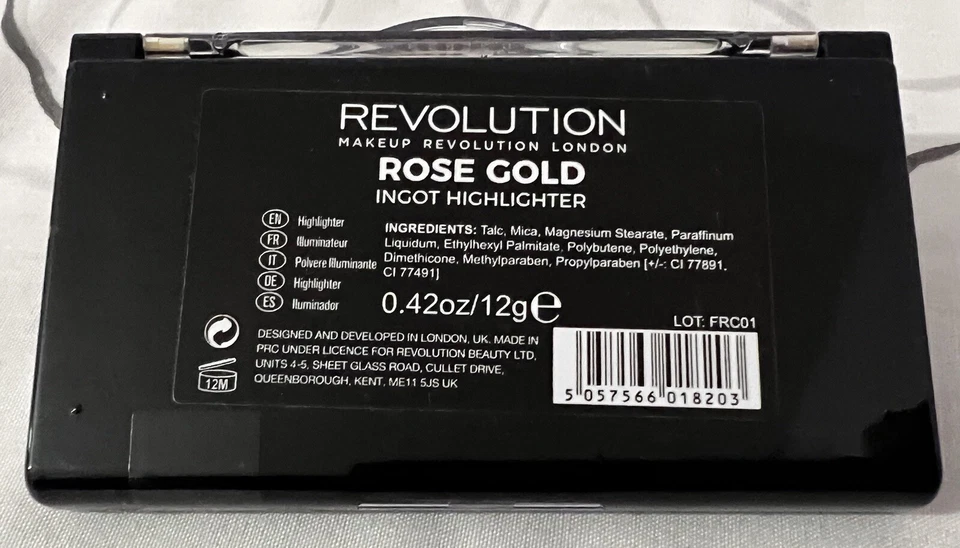 REVOLUTION
MAKEUP REVOLUTION LONDON
ROSE GOLD
INGOT HIGHLIGHTER
EN Highlighter
FR Illuminateur
IT Polvere Illuminante
DE Highlighter
ES Iluminador
INGREDIENTS: Talc, Mica, Magnesium Stearate, Paraffinum
Liquidum, Ethylhexyl Palmitate, Polybutene, Polyethylene,
Dimethicone, Methylparaben, Propylparaben [+/-: CI 77891,
CI 77491]
0.42oz/12g e
LOT: FRC01
DESIGNED AND DEVELOPED IN LONDON, UK. MADE IN
PRC UNDER LICENCE FOR REVOLUTION BEAUTY LTD,
UNITS 4-5, SHEET GLASS ROAD, CULLET DRIVE,
QUEENBOROUGH, KENT, ME11 5JS UK
12M
5 057566 018203